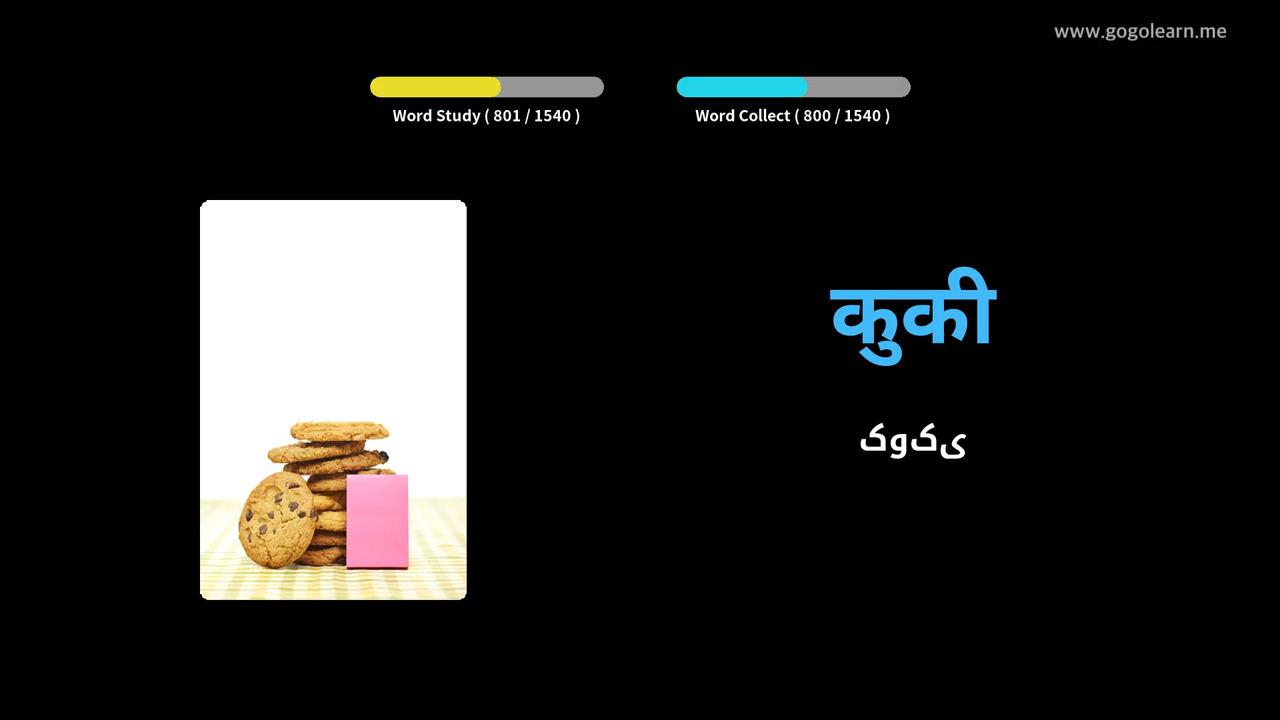 www.gogolearn.me
Word Study ( 801 / 1540 )
Word Collect ( 800 / 1540 )
कुकी
کوکی